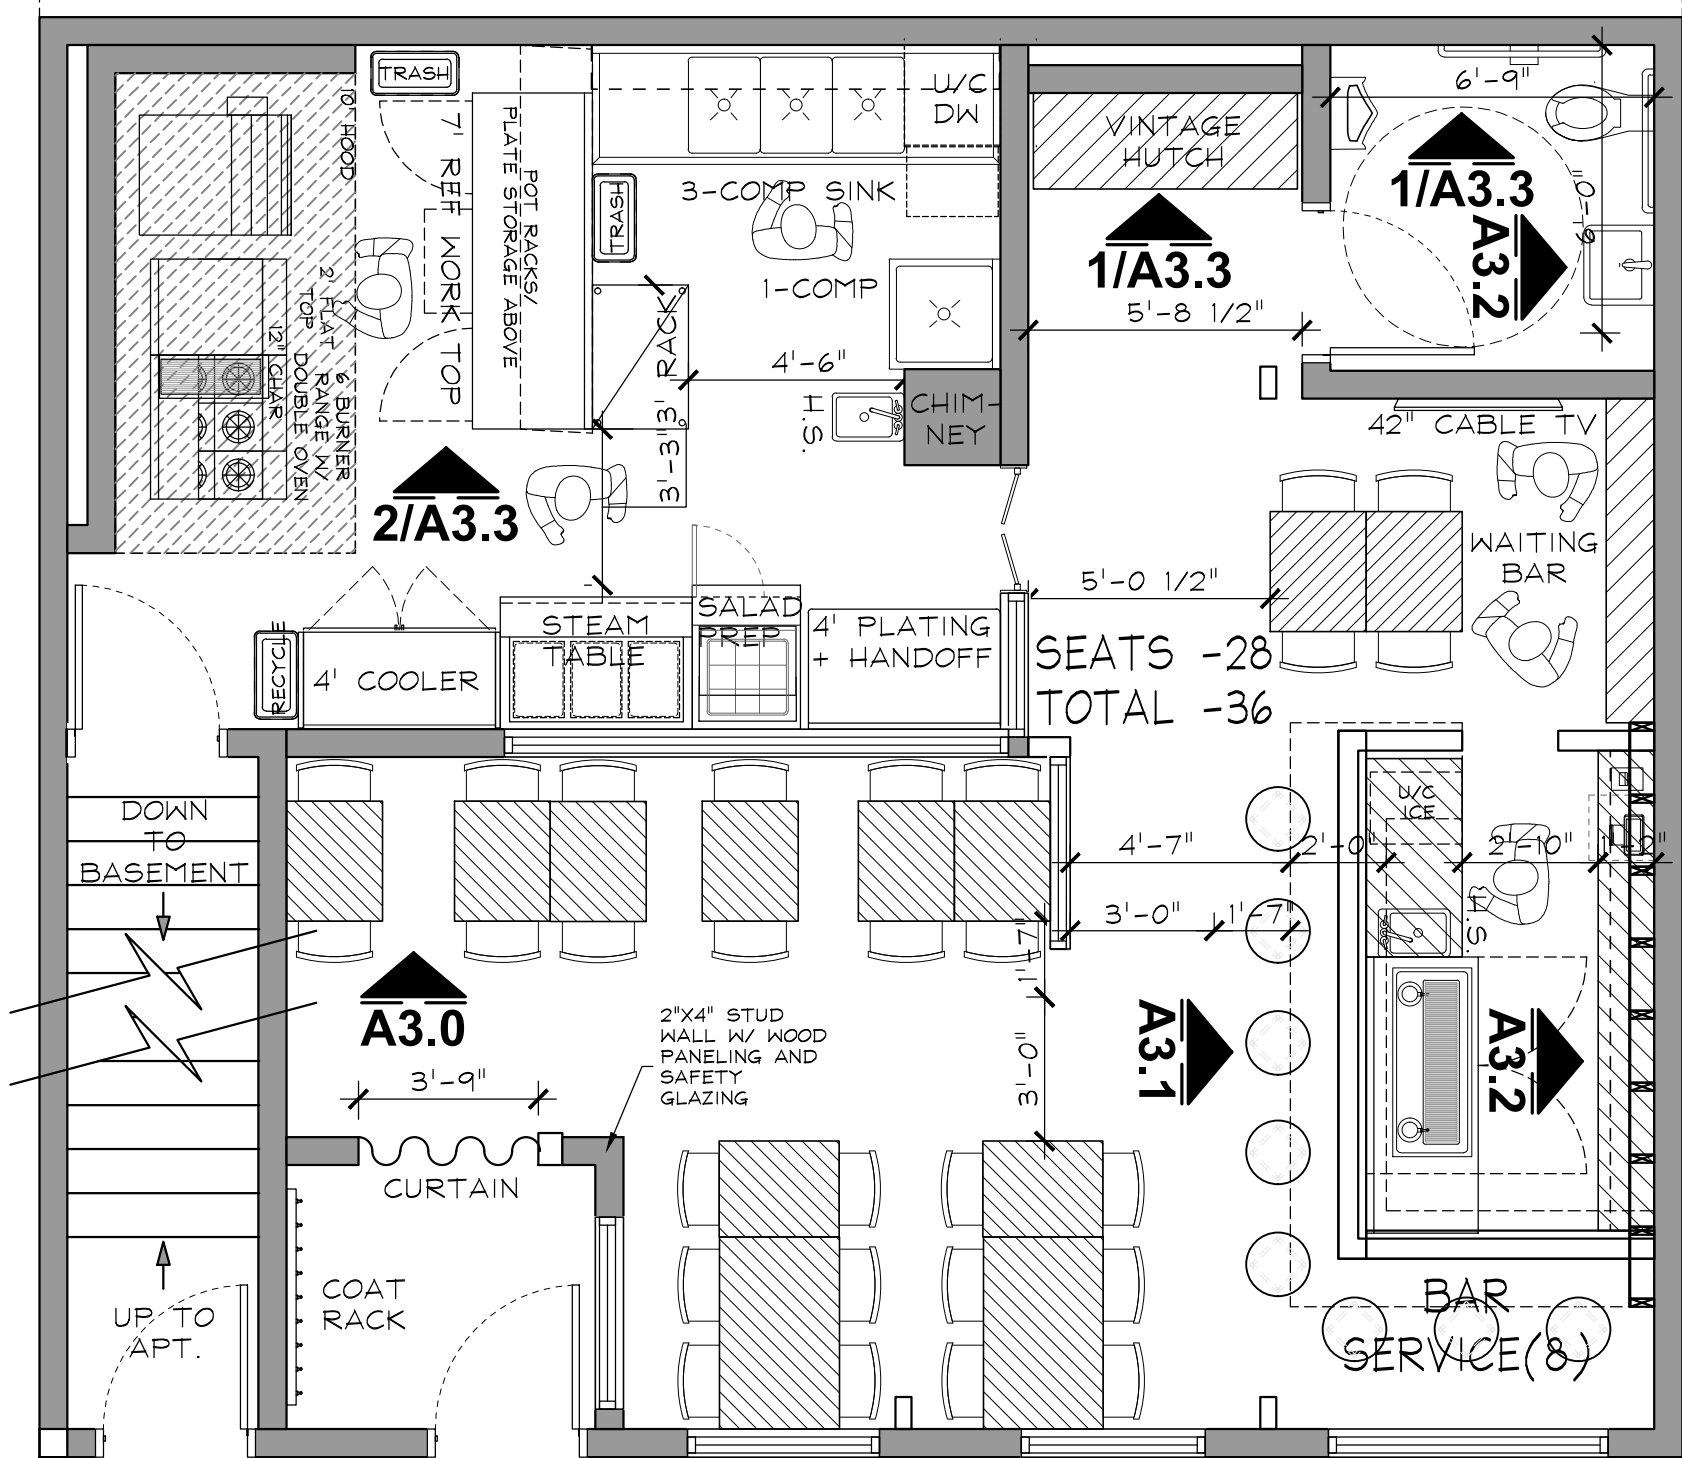 TRASH
10' HOOD
7' REF WORK TOP
POT RACKS/
PLATE STORAGE ABOVE
U/C
DW
3-COMP SINK
TRASH
1-COMP
VINTAGE
HUTCH
6'-9"
1/A3.3
A3.2
6'-0"
1/A3.3
5'-8 1/2"
2' FLAT
TOP
12" CHAR
6 BURNER
RANGE W/
DOUBLE OVEN
3' RACK
4'-6"
H.S.
CHIM-
NEY
3'-3"
42" CABLE TV
2/A3.3
WAITING
BAR
5'-0 1/2"
RECYCLE
4' COOLER
STEAM
TABLE
SALAD
PREP
4' PLATING
+ HANDOFF
SEATS -28
TOTAL -36
DOWN
TO
BASEMENT
U/C
ICE
4'-7"
2'-0"
2'-10"
3'-0"
1'-7"
H.S.
1'-7"
A3.0
3'-0"
2"X4" STUD
WALL W/ WOOD
PANELING AND
SAFETY
GLAZING
A3.1
A3.2
3'-9"
CURTAIN
COAT
RACK
UP TO
APT.
BAR
SERVICE(8)